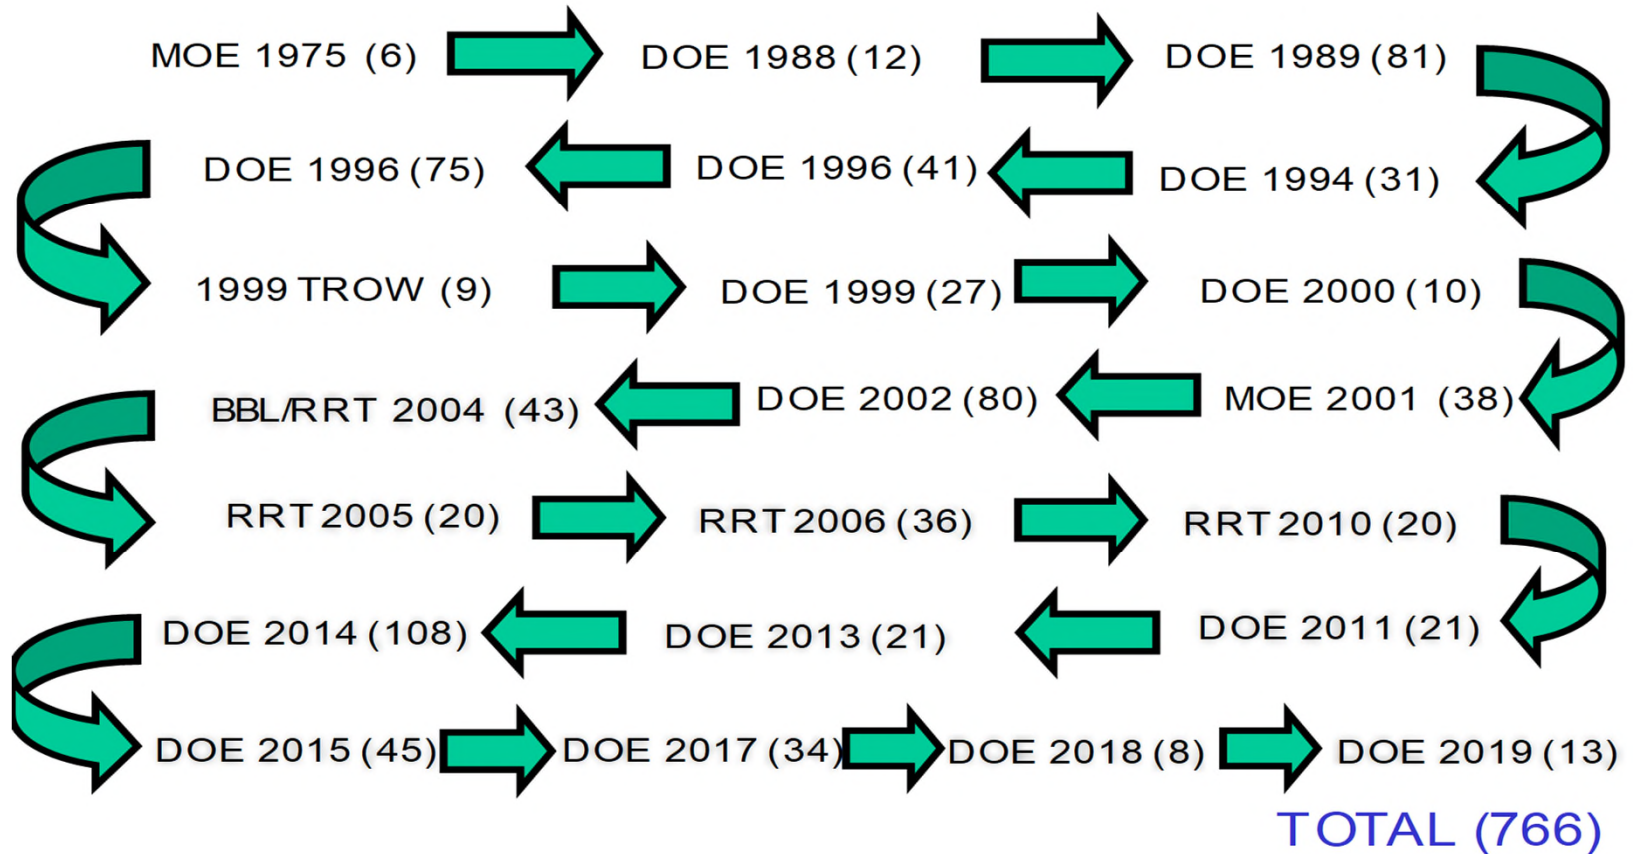 MOE 1975 (6) DOE 1988 (12) DOE 1989 (81)
DOE 1996 (75) DOE 1996 (41) DOE 1994 (31)
1999 TROW (9) DOE 1999 (27) DOE 2000 (10)
BBL/RRT 2004 (43) DOE 2002 (80) MOE 2001 (38)
RRT 2005 (20) RRT 2006 (36) RRT 2010 (20)
DOE 2014 (108) DOE 2013 (21) DOE 2011 (21)
DOE 2015 (45) DOE 2017 (34) DOE 2018 (8) DOE 2019 (13)
TOTAL (766)